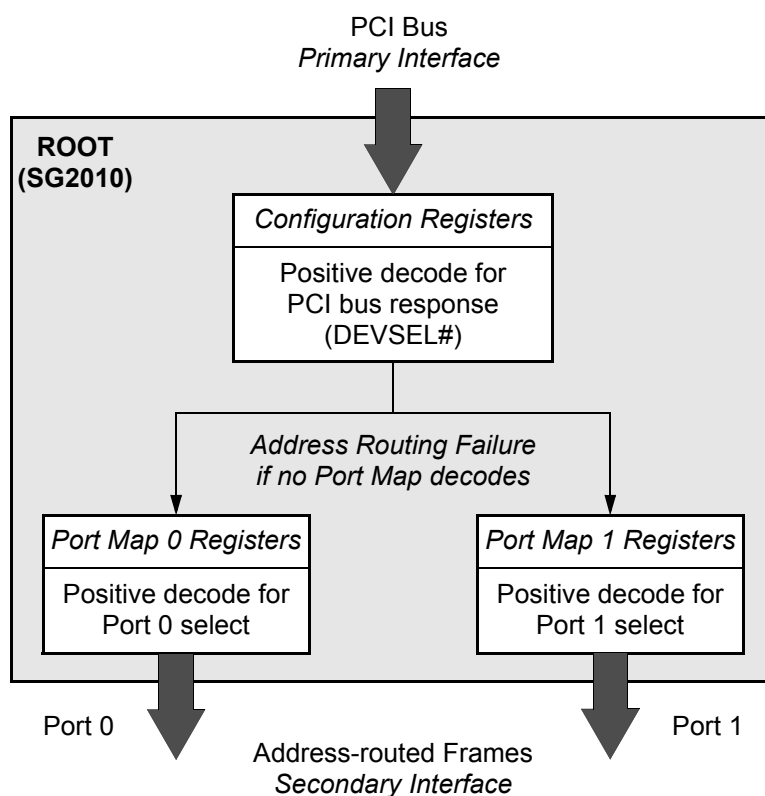 PCI Bus
Primary Interface
ROOT
(SG2010)
Configuration Registers
Positive decode for
PCI bus response
(DEVSEL#)
Address Routing Failure
if no Port Map decodes
Port Map 0 Registers
Positive decode for
Port 0 select
Port Map 1 Registers
Positive decode for
Port 1 select
Port 0
Port 1
Address-routed Frames
Secondary Interface